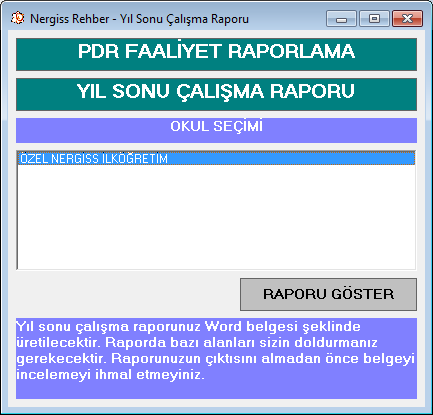 Nergiss Rehber - Yıl Sonu Çalışma Raporu
PDR FAALİYET RAPORLAMA
YIL SONU ÇALIŞMA RAPORU
OKUL SEÇİMİ
ÖZEL NERGİSS İLKÖĞRETİM
RAPORU GÖSTER
Yıl sonu çalışma raporunuz Word belgesi şeklinde
üretilecektir. Raporda bazı alanları sizin doldurmanız
gerekecektir. Raporunuzun çıktısını almadan önce belgeyi
incelemeyi ihmal etmeyiniz.